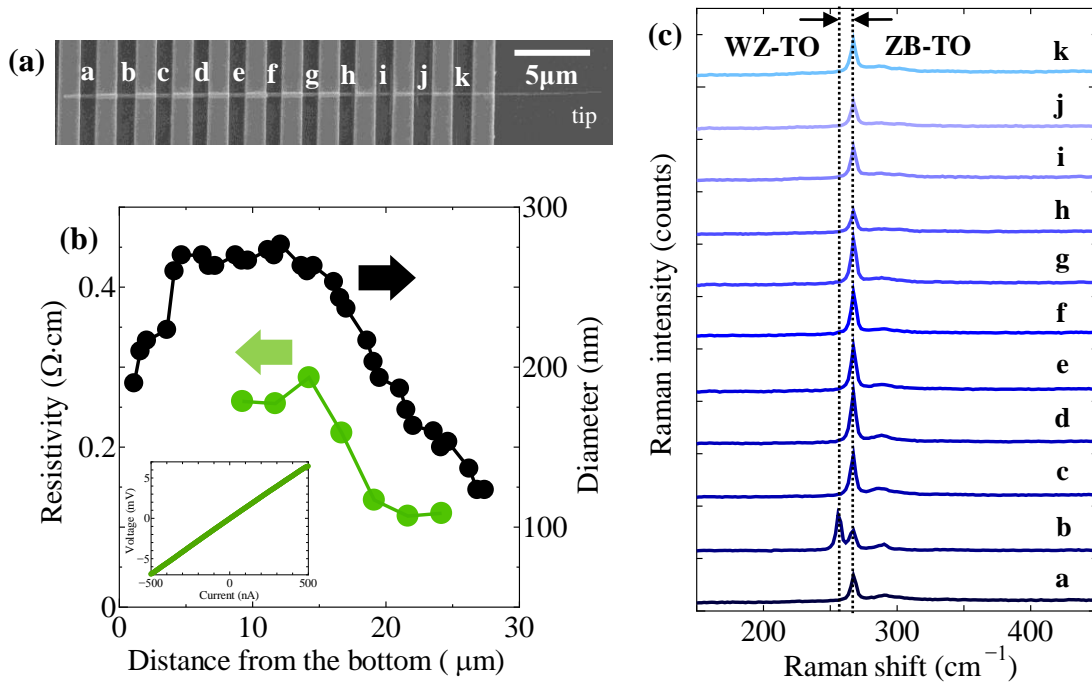 (a)
a b c d e f g h i j k
5μm
tip
(b)
Resistivity (Ω·cm)
0.4
0.2
0
300
200
100
Diameter (nm)
0 10 20 30
Distance from the bottom ( μm)
Voltage (mV)
5
0
−5
−500 0 500
Current (nA)
(c)
WZ-TO ZB-TO
k
j
i
h
g
f
e
d
c
b
a
Raman intensity (counts)
200 300 400
Raman shift (cm⁻¹)